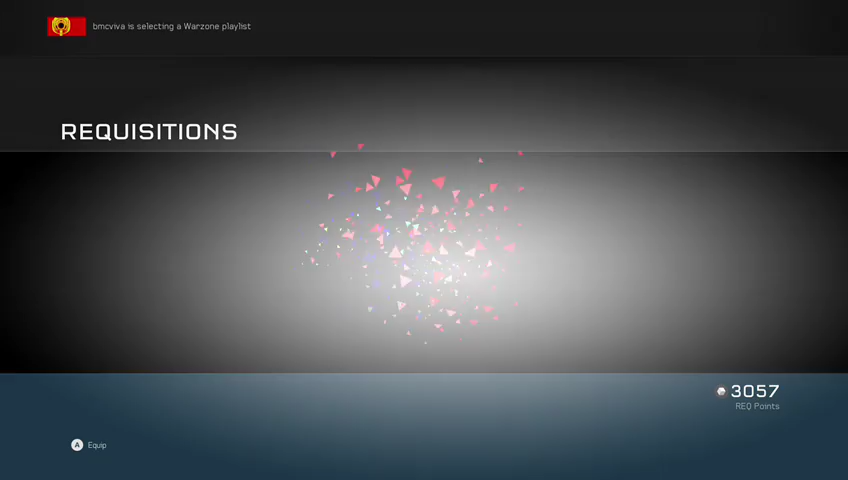 bmcviva is selecting a Warzone playlist
REQUISITIONS
3057
REQ Points
A Equip